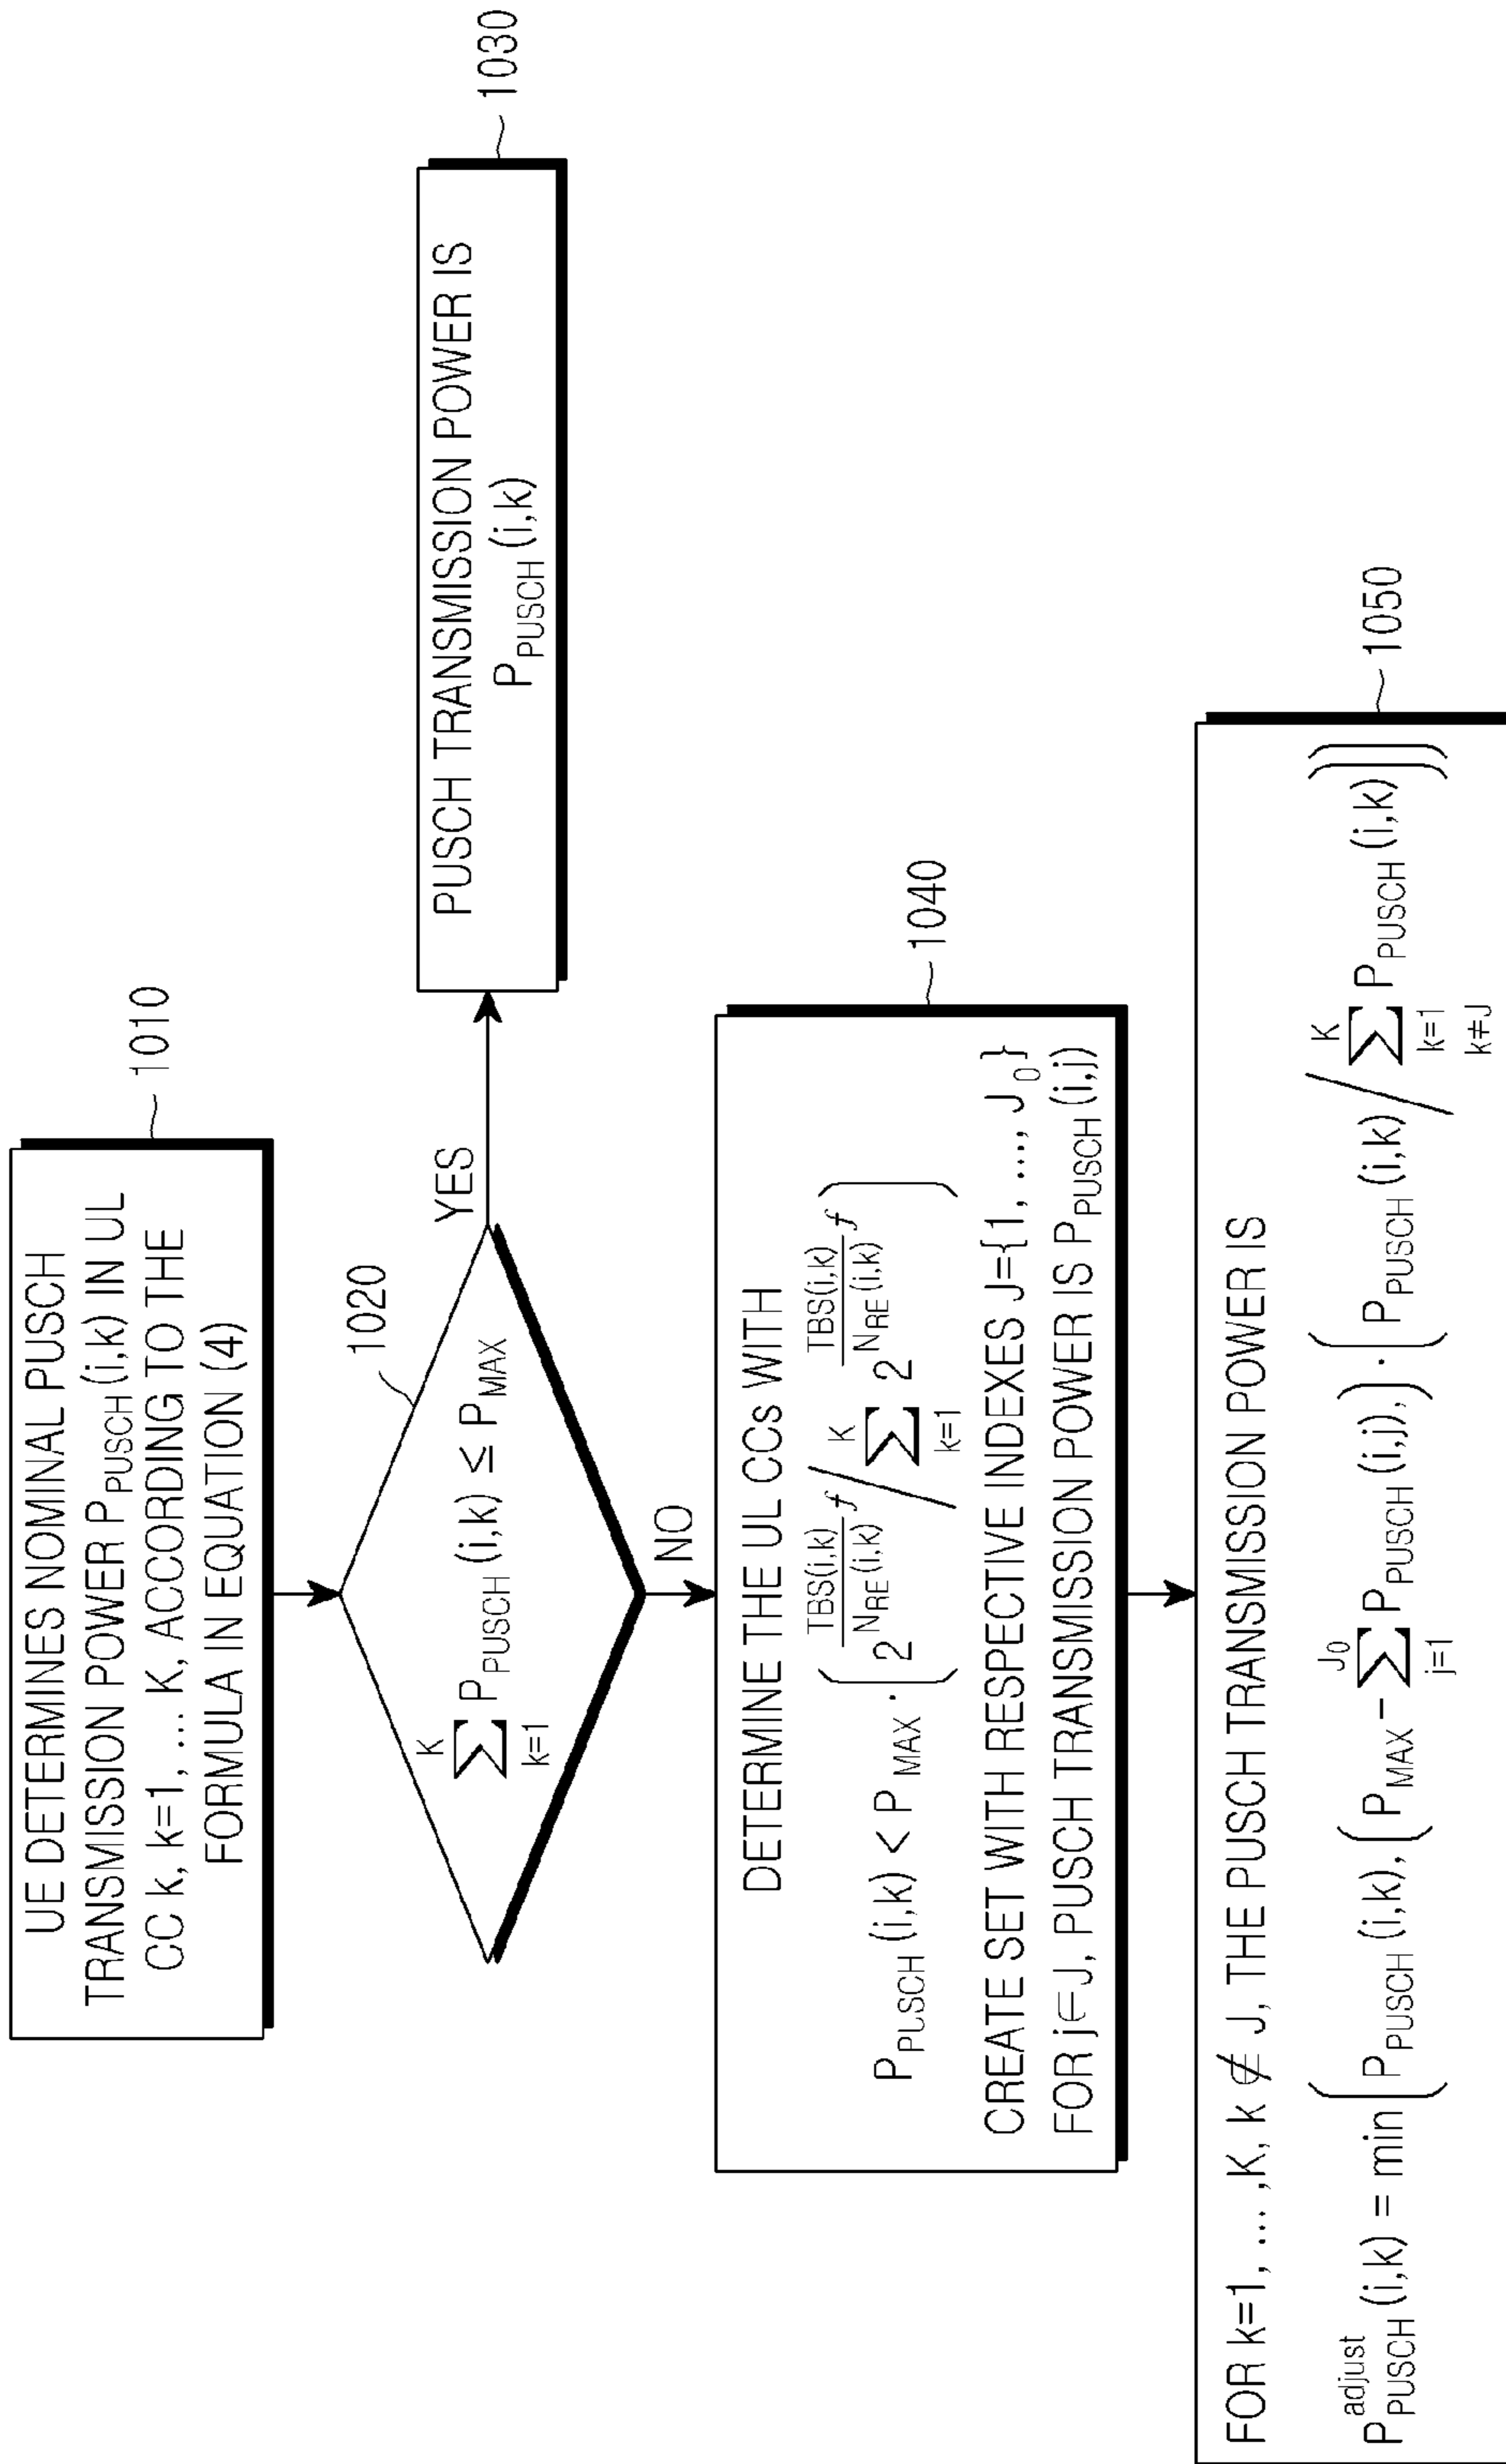 UE DETERMINES NOMINAL PUSCH
TRANSMISSION POWER P_PUSCH (i,k) IN UL
CC k, k=1, ... K, ACCORDING TO THE
FORMULA IN EQUATION (4)
1010
1020
∑_{k=1}^{K} P_PUSCH (i,k) ≤ P_MAX
YES
NO
PUSCH TRANSMISSION POWER IS
P_PUSCH (i,k)
1030
DETERMINE THE UL CCs WITH
P_PUSCH (i,k) < P_MAX · ( 2^{TBS(i,k)/N_RE(i,k) f} / ∑_{k=1}^{K} 2^{TBS(i,k)/N_RE(i,k) f} )
CREATE SET WITH RESPECTIVE INDEXES J={1, ..., J_0}
FOR j∈J, PUSCH TRANSMISSION POWER IS P_PUSCH (i,j)
1040
FOR k=1, ... ,K, k ∉ J, THE PUSCH TRANSMISSION POWER IS
P_PUSCH^adjust (i,k) = min ( P_PUSCH (i,k), ( P_MAX - ∑_{j=1}^{J_0} P_PUSCH (i,j), ) · ( P_PUSCH (i,k) / ∑_{k=1 k≠J}^{K} P_PUSCH (i,k) ) )
1050